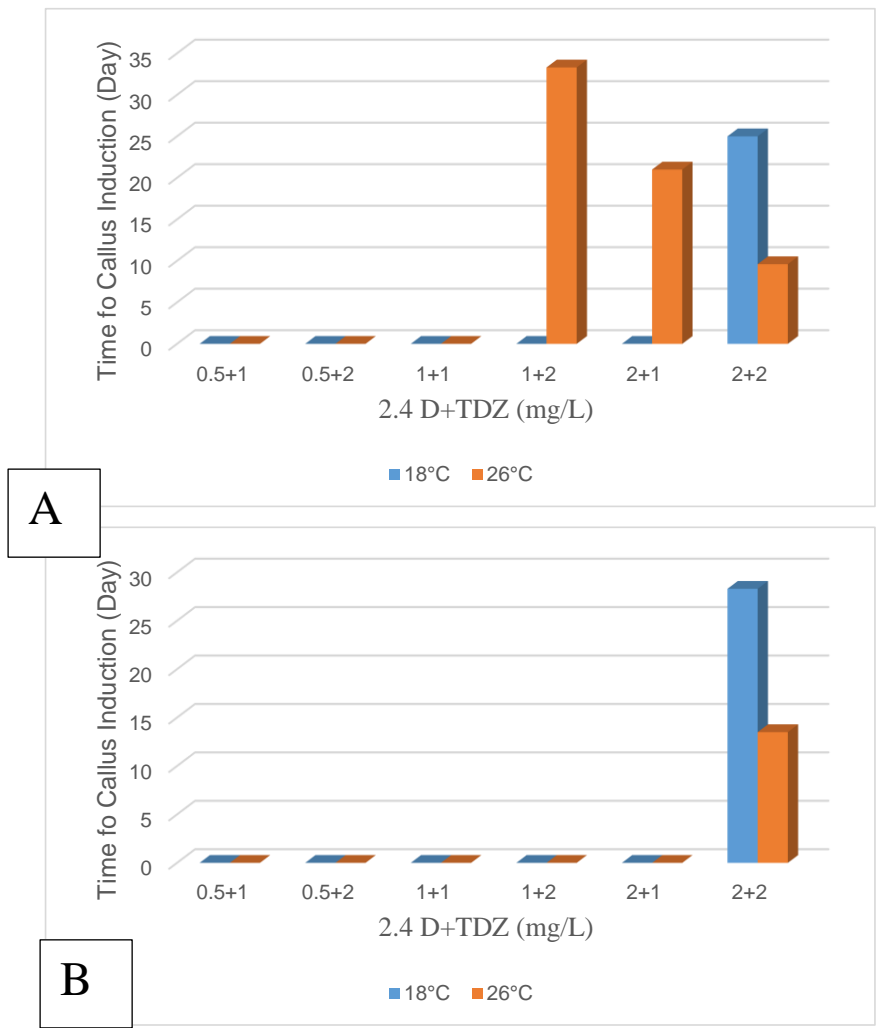 35
30
25
20
15
10
5
0
Time fo Callus Induction (Day)
0.5+1 0.5+2 1+1 1+2 2+1 2+2
2.4 D+TDZ (mg/L)
18°C 26°C
A
30
25
20
15
10
5
0
Time fo Callus Induction (Day)
0.5+1 0.5+2 1+1 1+2 2+1 2+2
2.4 D+TDZ (mg/L)
18°C 26°C
B